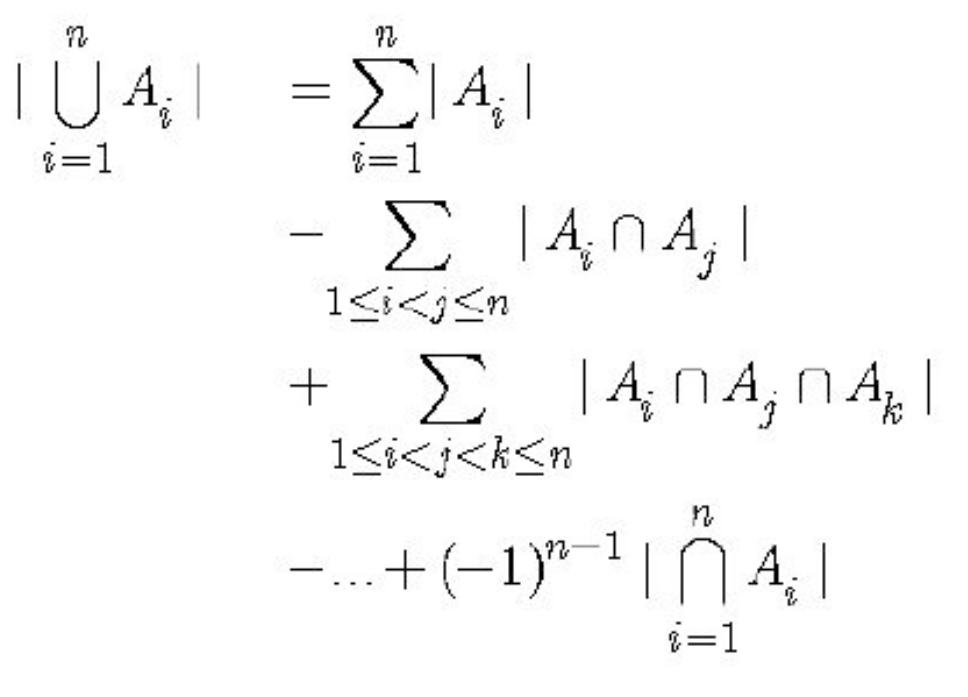 |⋃_{i=1}^{n} A_i| = ∑_{i=1}^{n} |A_i|
− ∑_{1≤i<j≤n} |A_i ∩ A_j|
+ ∑_{1≤i<j<k≤n} |A_i ∩ A_j ∩ A_k|
− ... + (−1)^{n−1} |⋂_{i=1}^{n} A_i|